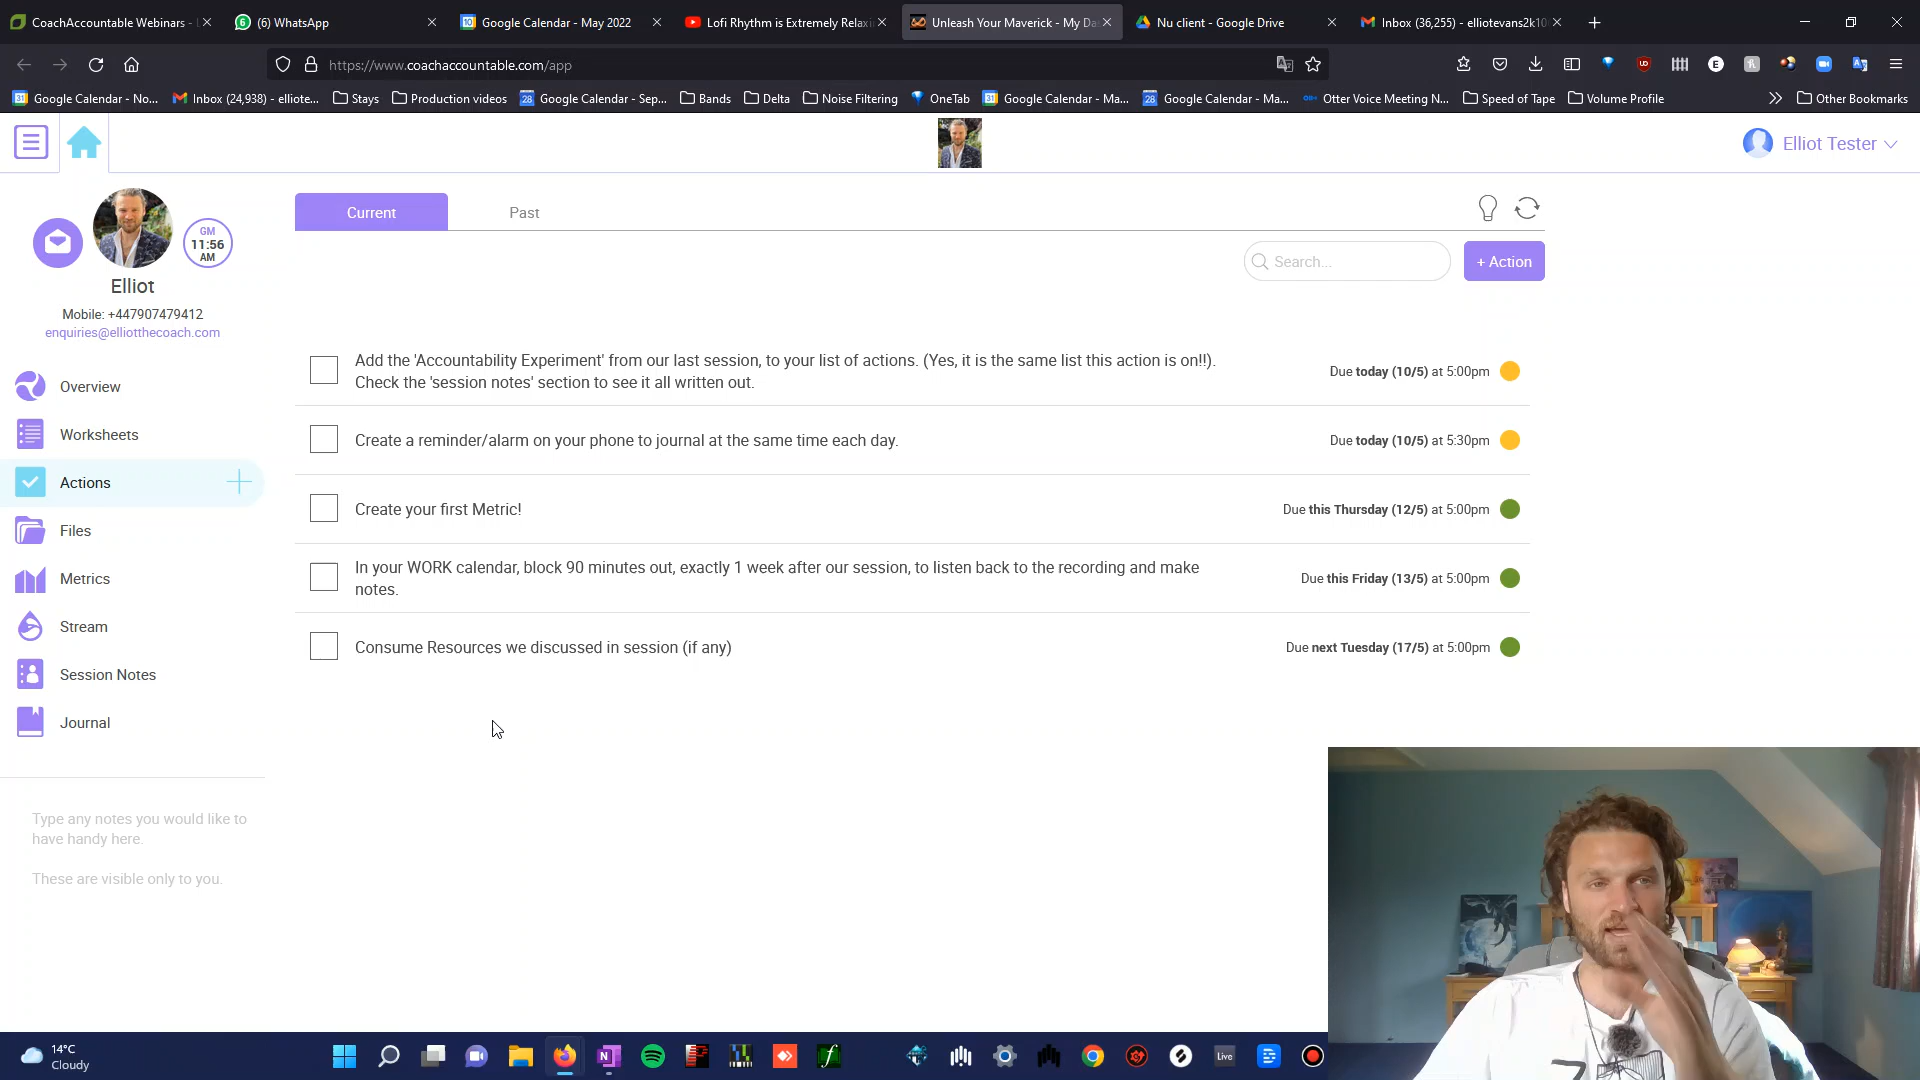 CoachAccountable Webinars -
(6) WhatsApp
Google Calendar - May 2022
Lofi Rhythm is Extremely Relaxi
Unleash Your Maverick - My Da
Nu client - Google Drive
Inbox (36,255) - elliotevans2k10
https://www.coachaccountable.com/app
Google Calendar - No...
Inbox (24,938) - elliote...
Stays
Production videos
Google Calendar - Sep...
Bands
Delta
Noise Filtering
OneTab
Google Calendar - Ma...
Google Calendar - Ma...
Otter Voice Meeting N...
Speed of Tape
Volume Profile
Other Bookmarks
Elliot Tester
GM
11:56
AM
Elliot
Mobile: +447907479412
enquiries@elliotthecoach.com
Overview
Worksheets
Actions
Files
Metrics
Stream
Session Notes
Journal
Type any notes you would like to
have handy here.
These are visible only to you.
Current
Past
Search...
+ Action
Add the 'Accountability Experiment' from our last session, to your list of actions. (Yes, it is the same list this action is on!!).
Check the 'session notes' section to see it all written out.
Due today (10/5) at 5:00pm
Create a reminder/alarm on your phone to journal at the same time each day.
Due today (10/5) at 5:30pm
Create your first Metric!
Due this Thursday (12/5) at 5:00pm
In your WORK calendar, block 90 minutes out, exactly 1 week after our session, to listen back to the recording and make
notes.
Due this Friday (13/5) at 5:00pm
Consume Resources we discussed in session (if any)
Due next Tuesday (17/5) at 5:00pm
14°C
Cloudy
Live